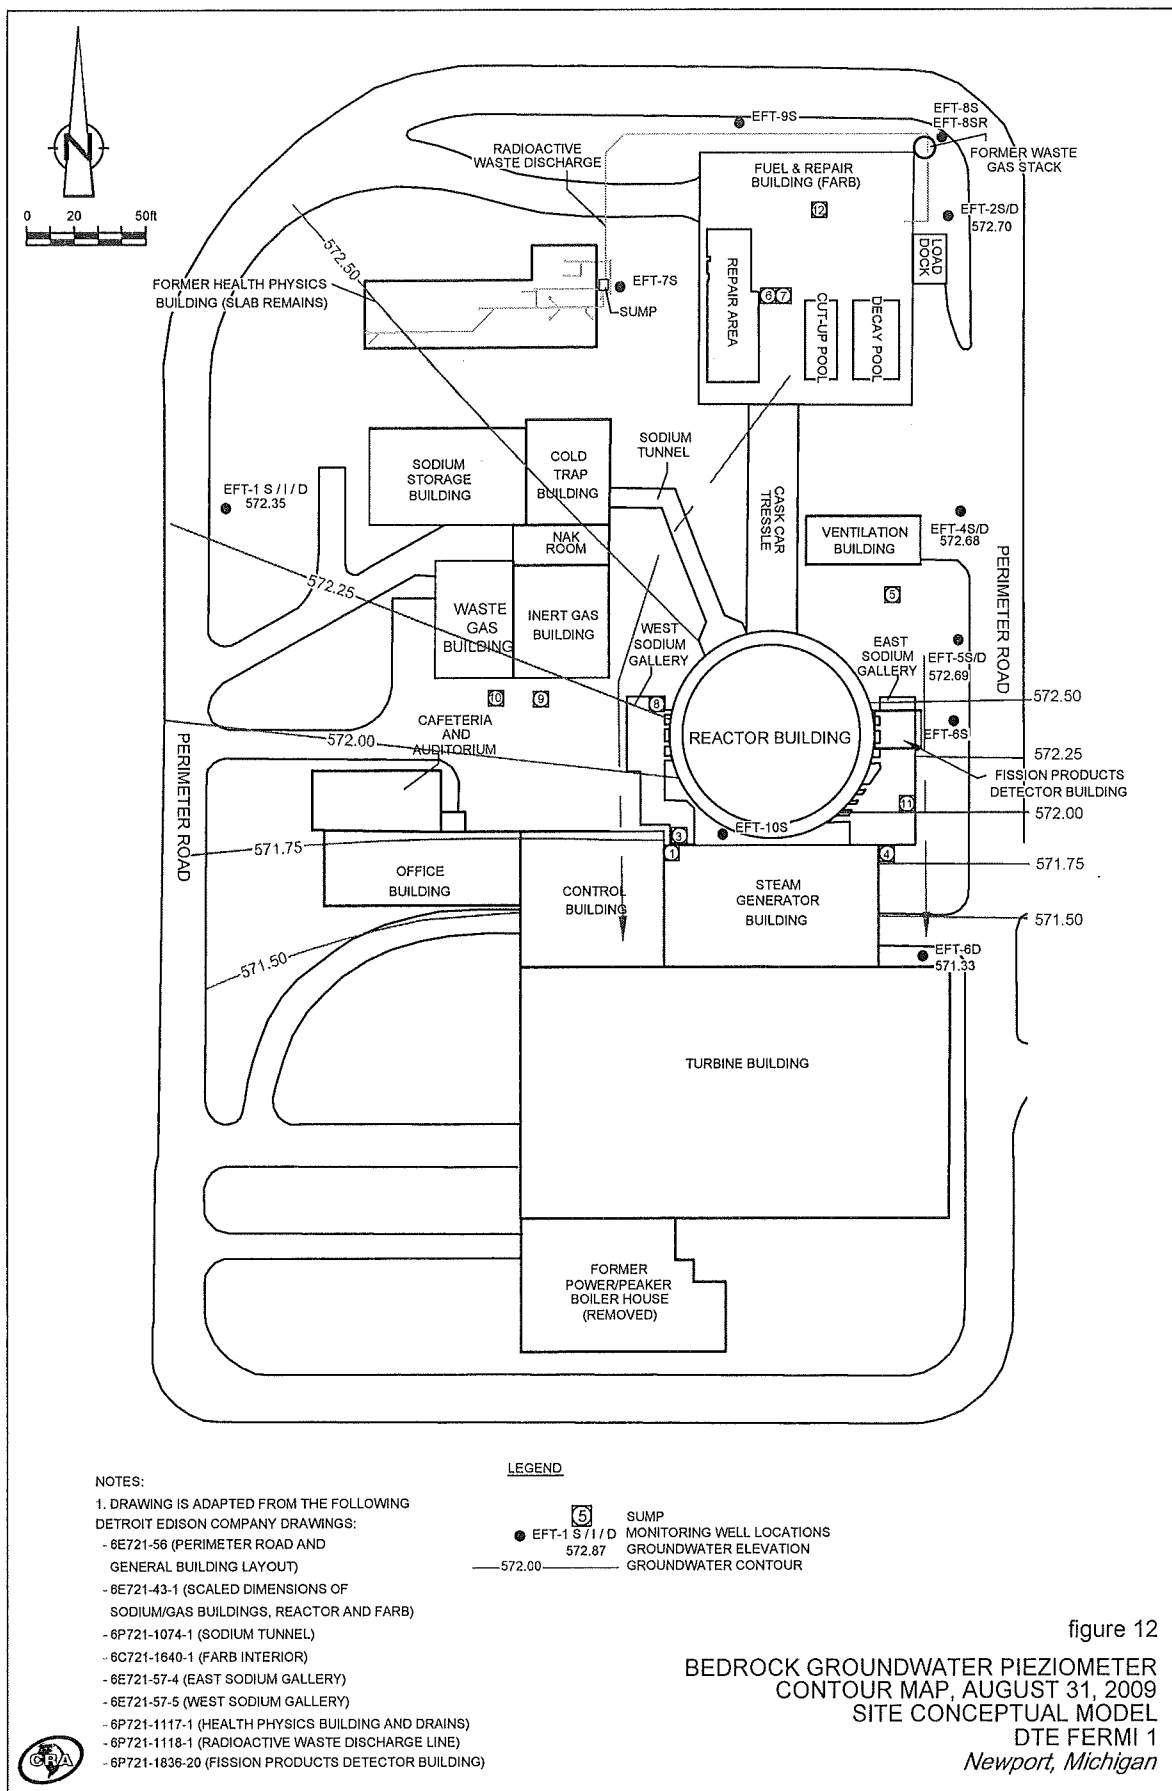 N
0 20 50ft
EFT-9S
EFT-8S
EFT-8SR
RADIOACTIVE
WASTE DISCHARGE
FORMER WASTE
GAS STACK
FUEL & REPAIR
BUILDING (FARB)
12
EFT-2S/D
572.70
572.50
LOAD
DOCK
FORMER HEALTH PHYSICS
BUILDING (SLAB REMAINS)
EFT-7S
SUMP
REPAIR AREA
6 7
CUT-UP POOL
DECAY POOL
SODIUM
TUNNEL
SODIUM
STORAGE
BUILDING
COLD
TRAP
BUILDING
EFT-1 S / I / D
572.35
CASK CAR
TRESSLE
VENTILATION
BUILDING
EFT-4S/D
572.68
NAK
ROOM
PERIMETER ROAD
572.25
5
WASTE
GAS
BUILDING
INERT GAS
BUILDING
WEST
SODIUM
GALLERY
EAST
SODIUM
GALLERY
EFT-5S/D
572.69
572.50
10
9
8
CAFETERIA
AND
AUDITORIUM
572.00
REACTOR BUILDING
EFT-6S
572.25
PERIMETER ROAD
FISSION PRODUCTS
DETECTOR BUILDING
11
572.00
EFT-10S
3
1
4
571.75
571.75
OFFICE
BUILDING
CONTROL
BUILDING
STEAM
GENERATOR
BUILDING
571.50
571.50
EFT-6D
571.33
TURBINE BUILDING
FORMER
POWER/PEAKER
BOILER HOUSE
(REMOVED)
LEGEND
5 SUMP
EFT-1 S / I / D MONITORING WELL LOCATIONS
572.87 GROUNDWATER ELEVATION
572.00 GROUNDWATER CONTOUR
NOTES:
1. DRAWING IS ADAPTED FROM THE FOLLOWING
DETROIT EDISON COMPANY DRAWINGS:
- 6E721-56 (PERIMETER ROAD AND
GENERAL BUILDING LAYOUT)
- 6E721-43-1 (SCALED DIMENSIONS OF
SODIUM/GAS BUILDINGS, REACTOR AND FARB)
- 6P721-1074-1 (SODIUM TUNNEL)
- 6C721-1640-1 (FARB INTERIOR)
- 6E721-57-4 (EAST SODIUM GALLERY)
- 6E721-57-5 (WEST SODIUM GALLERY)
- 6P721-1117-1 (HEALTH PHYSICS BUILDING AND DRAINS)
- 6P721-1118-1 (RADIOACTIVE WASTE DISCHARGE LINE)
- 6P721-1836-20 (FISSION PRODUCTS DETECTOR BUILDING)
CRA
figure 12
BEDROCK GROUNDWATER PIEZIOMETER
CONTOUR MAP, AUGUST 31, 2009
SITE CONCEPTUAL MODEL
DTE FERMI 1
Newport, Michigan